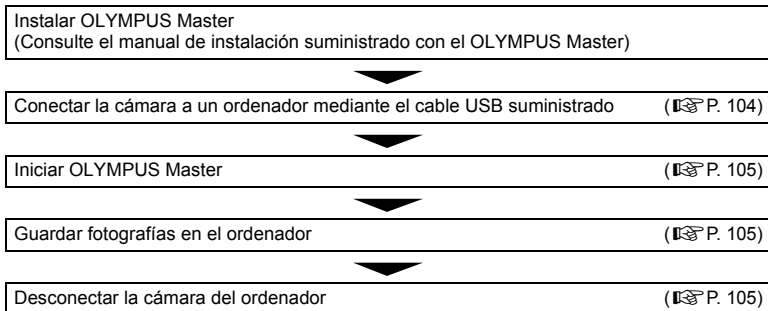 Instalar OLYMPUS Master
(Consulte el manual de instalación suministrado con el OLYMPUS Master)
Conectar la cámara a un ordenador mediante el cable USB suministrado (☞P. 104)
Iniciar OLYMPUS Master (☞P. 105)
Guardar fotografías en el ordenador (☞P. 105)
Desconectar la cámara del ordenador (☞P. 105)